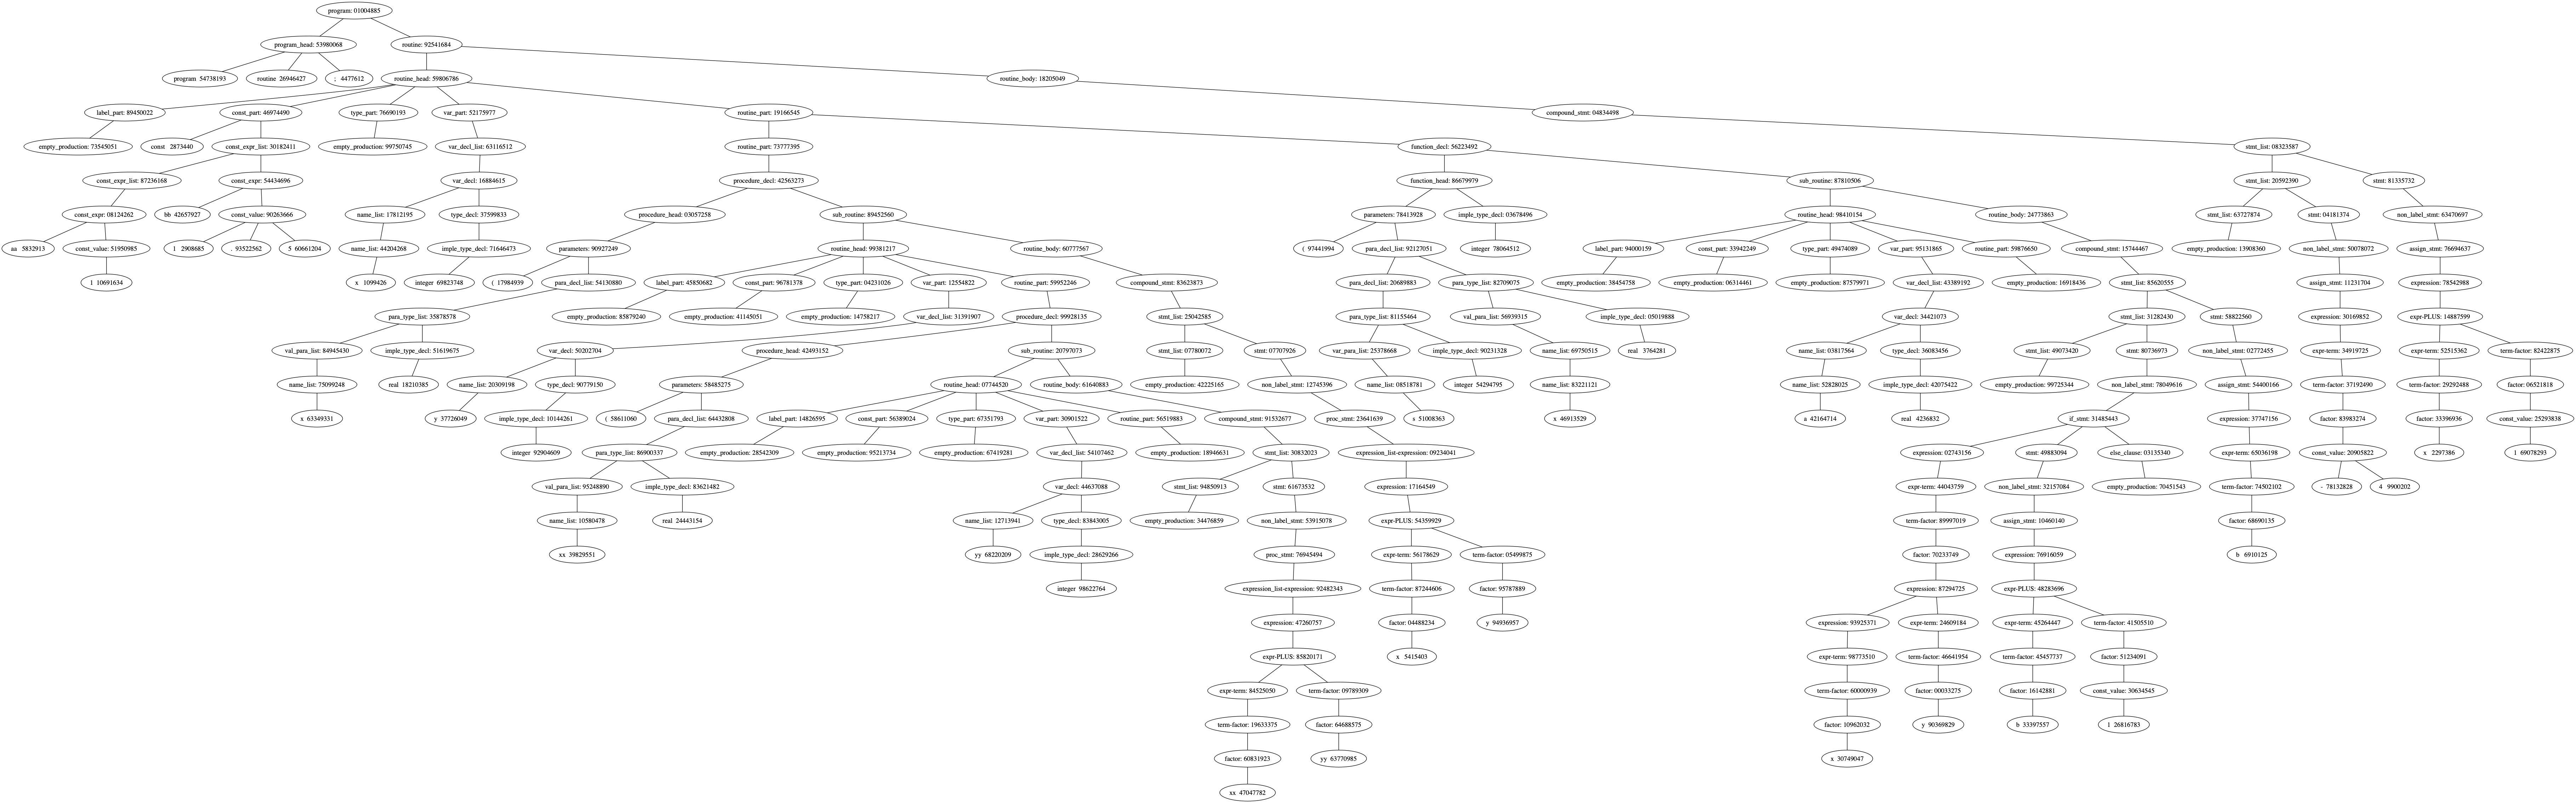 program: 01004885
program_head: 53980068
routine: 92541684
program 54738193
routine 26946427
; 4477612
routine_head: 59806786
routine_body: 18205049
label_part: 89450022
const_part: 46974490
type_part: 76690193
var_part: 52175977
routine_part: 19166545
compound_stmt: 04834498
empty_production: 73545051
const 2873440
const_expr_list: 30182411
empty_production: 99750745
var_decl_list: 63116512
routine_part: 73777395
function_decl: 56223492
stmt_list: 08323587
const_expr_list: 87236168
const_expr: 54434696
var_decl: 16884615
procedure_decl: 42563273
function_head: 86679979
sub_routine: 87810506
stmt_list: 20592390
stmt: 81335732
const_expr: 08124262
bb 42657927
const_value: 90263666
name_list: 17812195
type_decl: 37599833
procedure_head: 03057258
sub_routine: 89452560
parameters: 78413928
imple_type_decl: 03678496
routine_head: 98410154
routine_body: 24773863
stmt_list: 63727874
stmt: 04181374
non_label_stmt: 63470697
aa 5832913
const_value: 51950985
1 2908685
. 93522562
5 60661204
name_list: 44204268
imple_type_decl: 71646473
parameters: 90927249
routine_head: 99381217
routine_body: 60777567
( 97441994
para_decl_list: 92127051
integer 78064512
label_part: 94000159
const_part: 33942249
type_part: 49474089
var_part: 95131865
routine_part: 59876650
compound_stmt: 15744467
empty_production: 13908360
non_label_stmt: 50078072
assign_stmt: 76694637
1 10691634
x 1099426
integer 69823748
( 17984939
para_decl_list: 54130880
label_part: 45850682
const_part: 96781378
type_part: 04231026
var_part: 12554822
routine_part: 59952246
compound_stmt: 83623873
para_decl_list: 20689883
para_type_list: 82709075
empty_production: 38454758
empty_production: 06314461
empty_production: 87579971
var_decl_list: 43389192
empty_production: 16918436
stmt_list: 85620555
assign_stmt: 11231704
expression: 78542988
para_type_list: 35878578
empty_production: 85879240
empty_production: 41145051
empty_production: 14758217
var_decl_list: 31391907
procedure_decl: 99928135
stmt_list: 25042585
para_type_list: 81155464
val_para_list: 56939315
imple_type_decl: 05019888
var_decl: 34421073
stmt_list: 31282430
stmt: 58822560
expression: 30169852
expr-PLUS: 14887599
val_para_list: 84945430
imple_type_decl: 51619675
var_decl: 50202704
procedure_head: 42493152
sub_routine: 20797073
stmt_list: 07780072
stmt: 07707926
var_para_list: 25378668
imple_type_decl: 90231328
name_list: 69750515
real 3764281
name_list: 03817564
type_decl: 36083456
stmt_list: 49073420
stmt: 80736973
non_label_stmt: 02772455
expr-term: 34919725
expr-term: 52515362
term-factor: 82422875
name_list: 75099248
real 18210385
name_list: 20309198
type_decl: 90779150
parameters: 58485275
routine_head: 07744520
routine_body: 61640883
empty_production: 42225165
non_label_stmt: 12745396
name_list: 08518781
integer 54294795
name_list: 83221121
name_list: 52828025
imple_type_decl: 42075422
empty_production: 99725344
non_label_stmt: 78049616
assign_stmt: 54400166
term-factor: 37192490
term-factor: 29292488
factor: 06521818
x 63349331
y 37726049
imple_type_decl: 10144261
( 58611060
para_decl_list: 64432808
label_part: 14826595
const_part: 56389024
type_part: 67351793
var_part: 30901522
routine_part: 56519883
compound_stmt: 91532677
proc_stmt: 23641639
s 51008363
x 46913529
a 42164714
real 4236832
if_stmt: 31485443
expression: 37747156
factor: 83983274
factor: 33396936
const_value: 25293838
integer 92904609
para_type_list: 86900337
empty_production: 28542309
empty_production: 95213734
empty_production: 67419281
var_decl_list: 54107462
empty_production: 18946631
stmt_list: 30832023
expression_list-expression: 09234041
expression: 02743156
stmt: 49883094
else_clause: 03135340
expr-term: 65036198
const_value: 20905822
x 2297386
1 69078293
val_para_list: 95248890
imple_type_decl: 83621482
var_decl: 44637088
stmt_list: 94850913
stmt: 61673532
expression: 17164549
expr-term: 44043759
non_label_stmt: 32157084
empty_production: 70451543
term-factor: 74502102
- 78132828
4 9900202
name_list: 10580478
real 24443154
name_list: 12713941
type_decl: 83843005
empty_production: 34476859
non_label_stmt: 53915078
expr-PLUS: 54359929
term-factor: 89997019
assign_stmt: 10460140
factor: 68690135
xx 39829551
yy 68220209
imple_type_decl: 28629266
proc_stmt: 76945494
expr-term: 56178629
term-factor: 05499875
factor: 70233749
expression: 76916059
b 6910125
integer 98622764
expression_list-expression: 92482343
term-factor: 87244606
factor: 95787889
expression: 87294725
expr-PLUS: 48283696
expression: 47260757
factor: 04488234
y 94936957
expression: 93925371
expr-term: 24609184
expr-term: 45264447
term-factor: 41505510
expr-PLUS: 85820171
x 5415403
expr-term: 98773510
term-factor: 46641954
term-factor: 45457737
factor: 51234091
expr-term: 84525050
term-factor: 09789309
term-factor: 60000939
factor: 00033275
factor: 16142881
const_value: 30634545
term-factor: 19633375
factor: 64688575
factor: 10962032
y 90369829
b 33397557
1 26816783
factor: 60831923
yy 63770985
x 30749047
xx 47047782